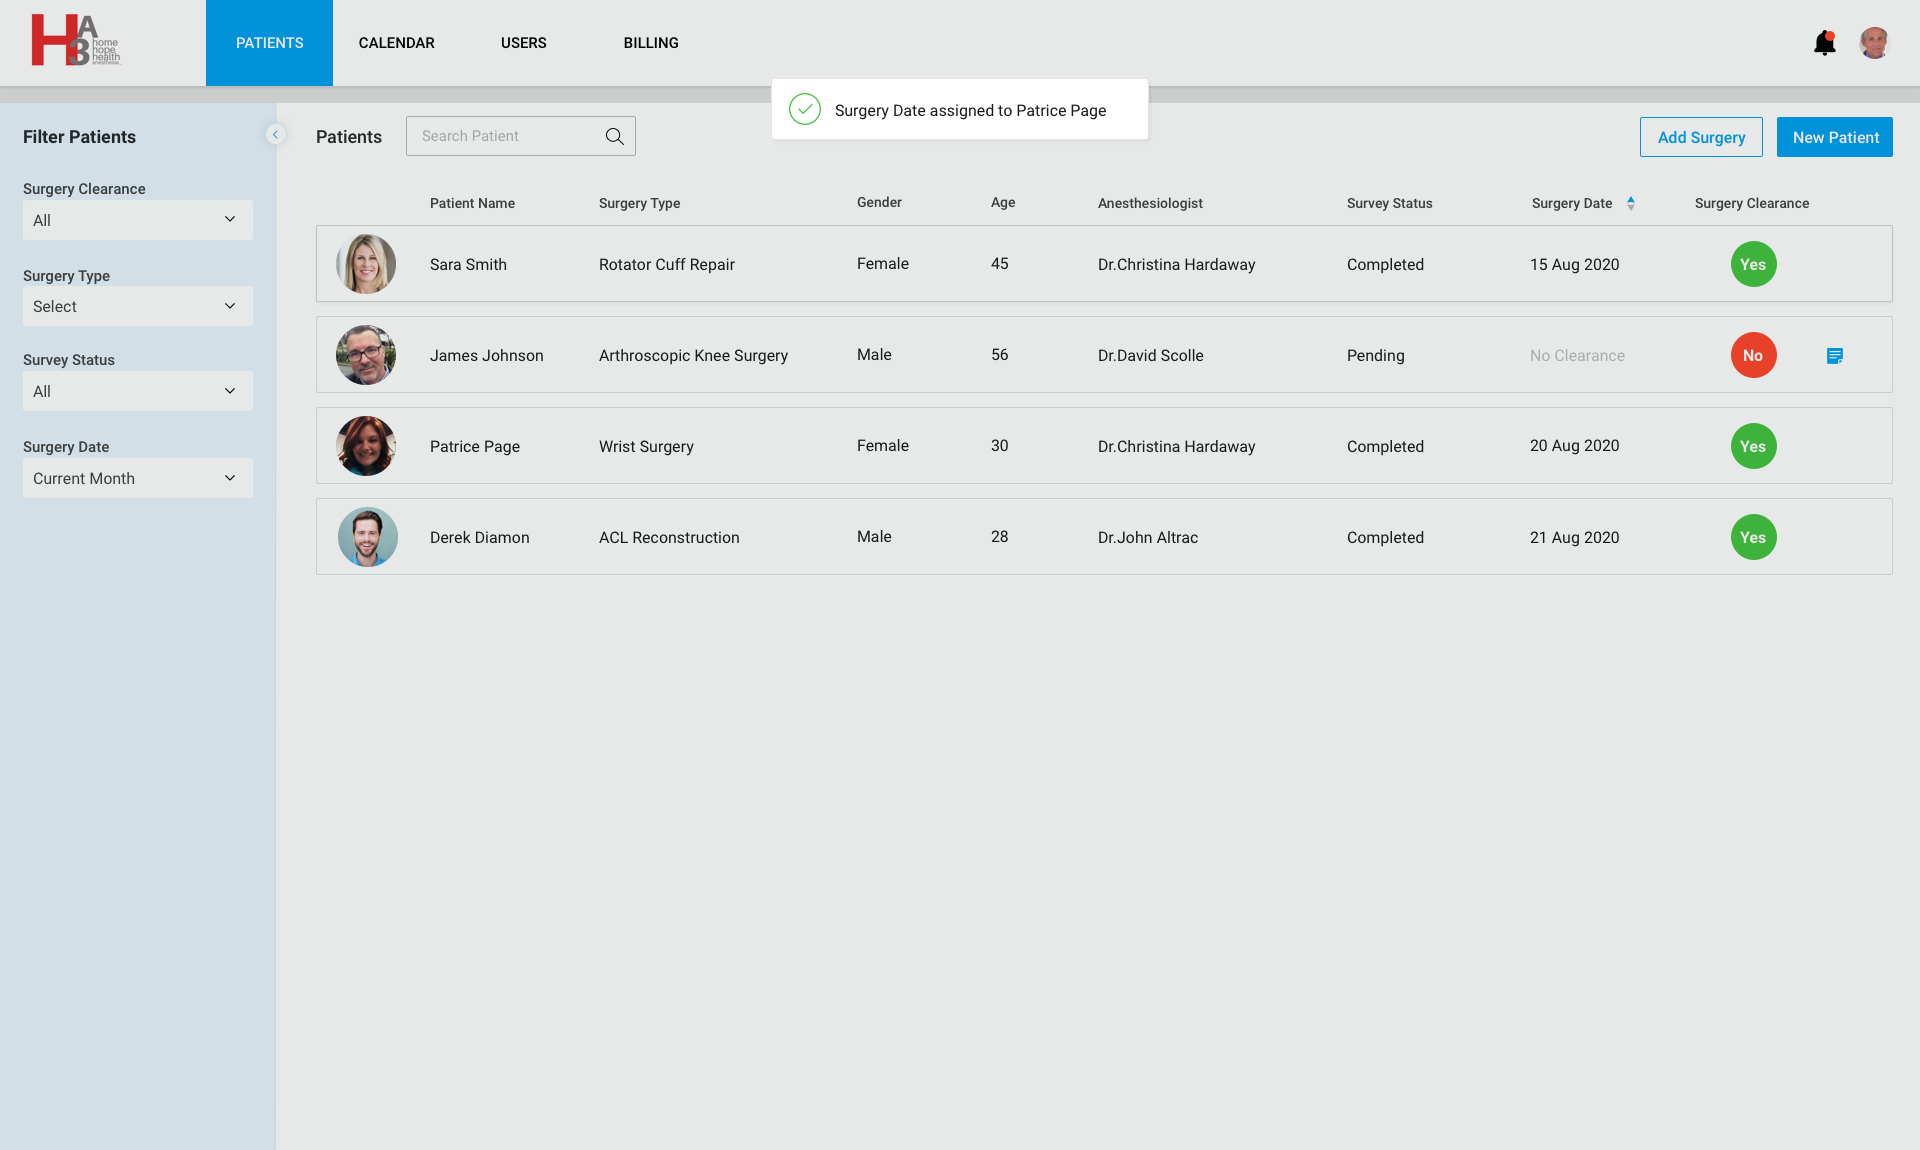 HA3 home
hope
health
anesthesia
PATIENTS
CALENDAR
USERS
BILLING
Surgery Date assigned to Patrice Page
Filter Patients
Surgery Clearance
All
Surgery Type
Select
Survey Status
All
Surgery Date
Current Month
Patients
Search Patient
Add Surgery
New Patient
Patient Name Surgery Type Gender Age Anesthesiologist Survey Status Surgery Date Surgery Clearance
Sara Smith Rotator Cuff Repair Female 45 Dr.Christina Hardaway Completed 15 Aug 2020 Yes
James Johnson Arthroscopic Knee Surgery Male 56 Dr.David Scolle Pending No Clearance No
Patrice Page Wrist Surgery Female 30 Dr.Christina Hardaway Completed 20 Aug 2020 Yes
Derek Diamon ACL Reconstruction Male 28 Dr.John Altrac Completed 21 Aug 2020 Yes